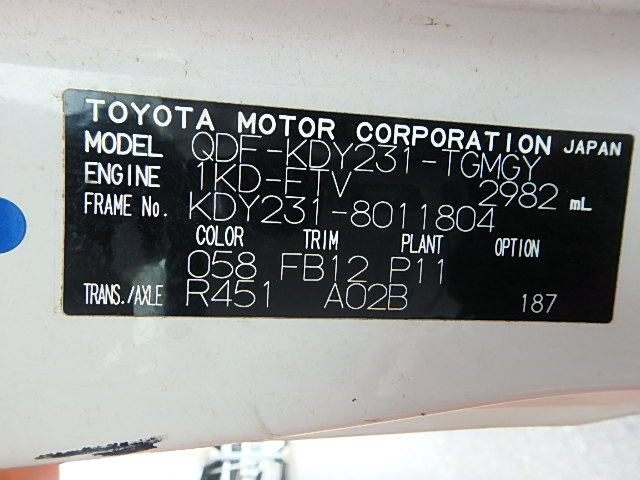 TOYOTA MOTOR CORPORATION JAPAN
MODEL QDF-KDY231-TGMGY
ENGINE 1KD-FTV 2982 mL
FRAME No. KDY231-8011804
COLOR TRIM PLANT OPTION
058 FB12 P11
TRANS./AXLE R451 A02B 187